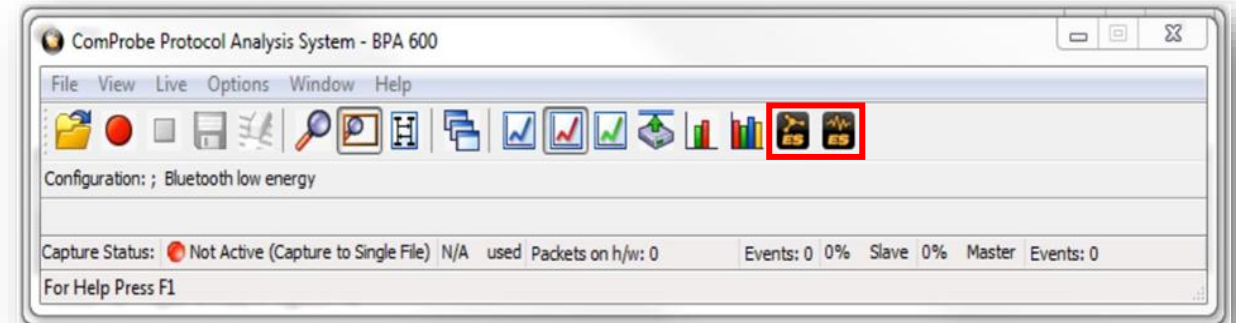 ComProbe Protocol Analysis System - BPA 600
File View Live Options Window Help
H ES ES
Configuration: ; Bluetooth low energy
Capture Status: Not Active (Capture to Single File) N/A used Packets on h/w: 0 Events: 0 0% Slave 0% Master Events: 0
For Help Press F1